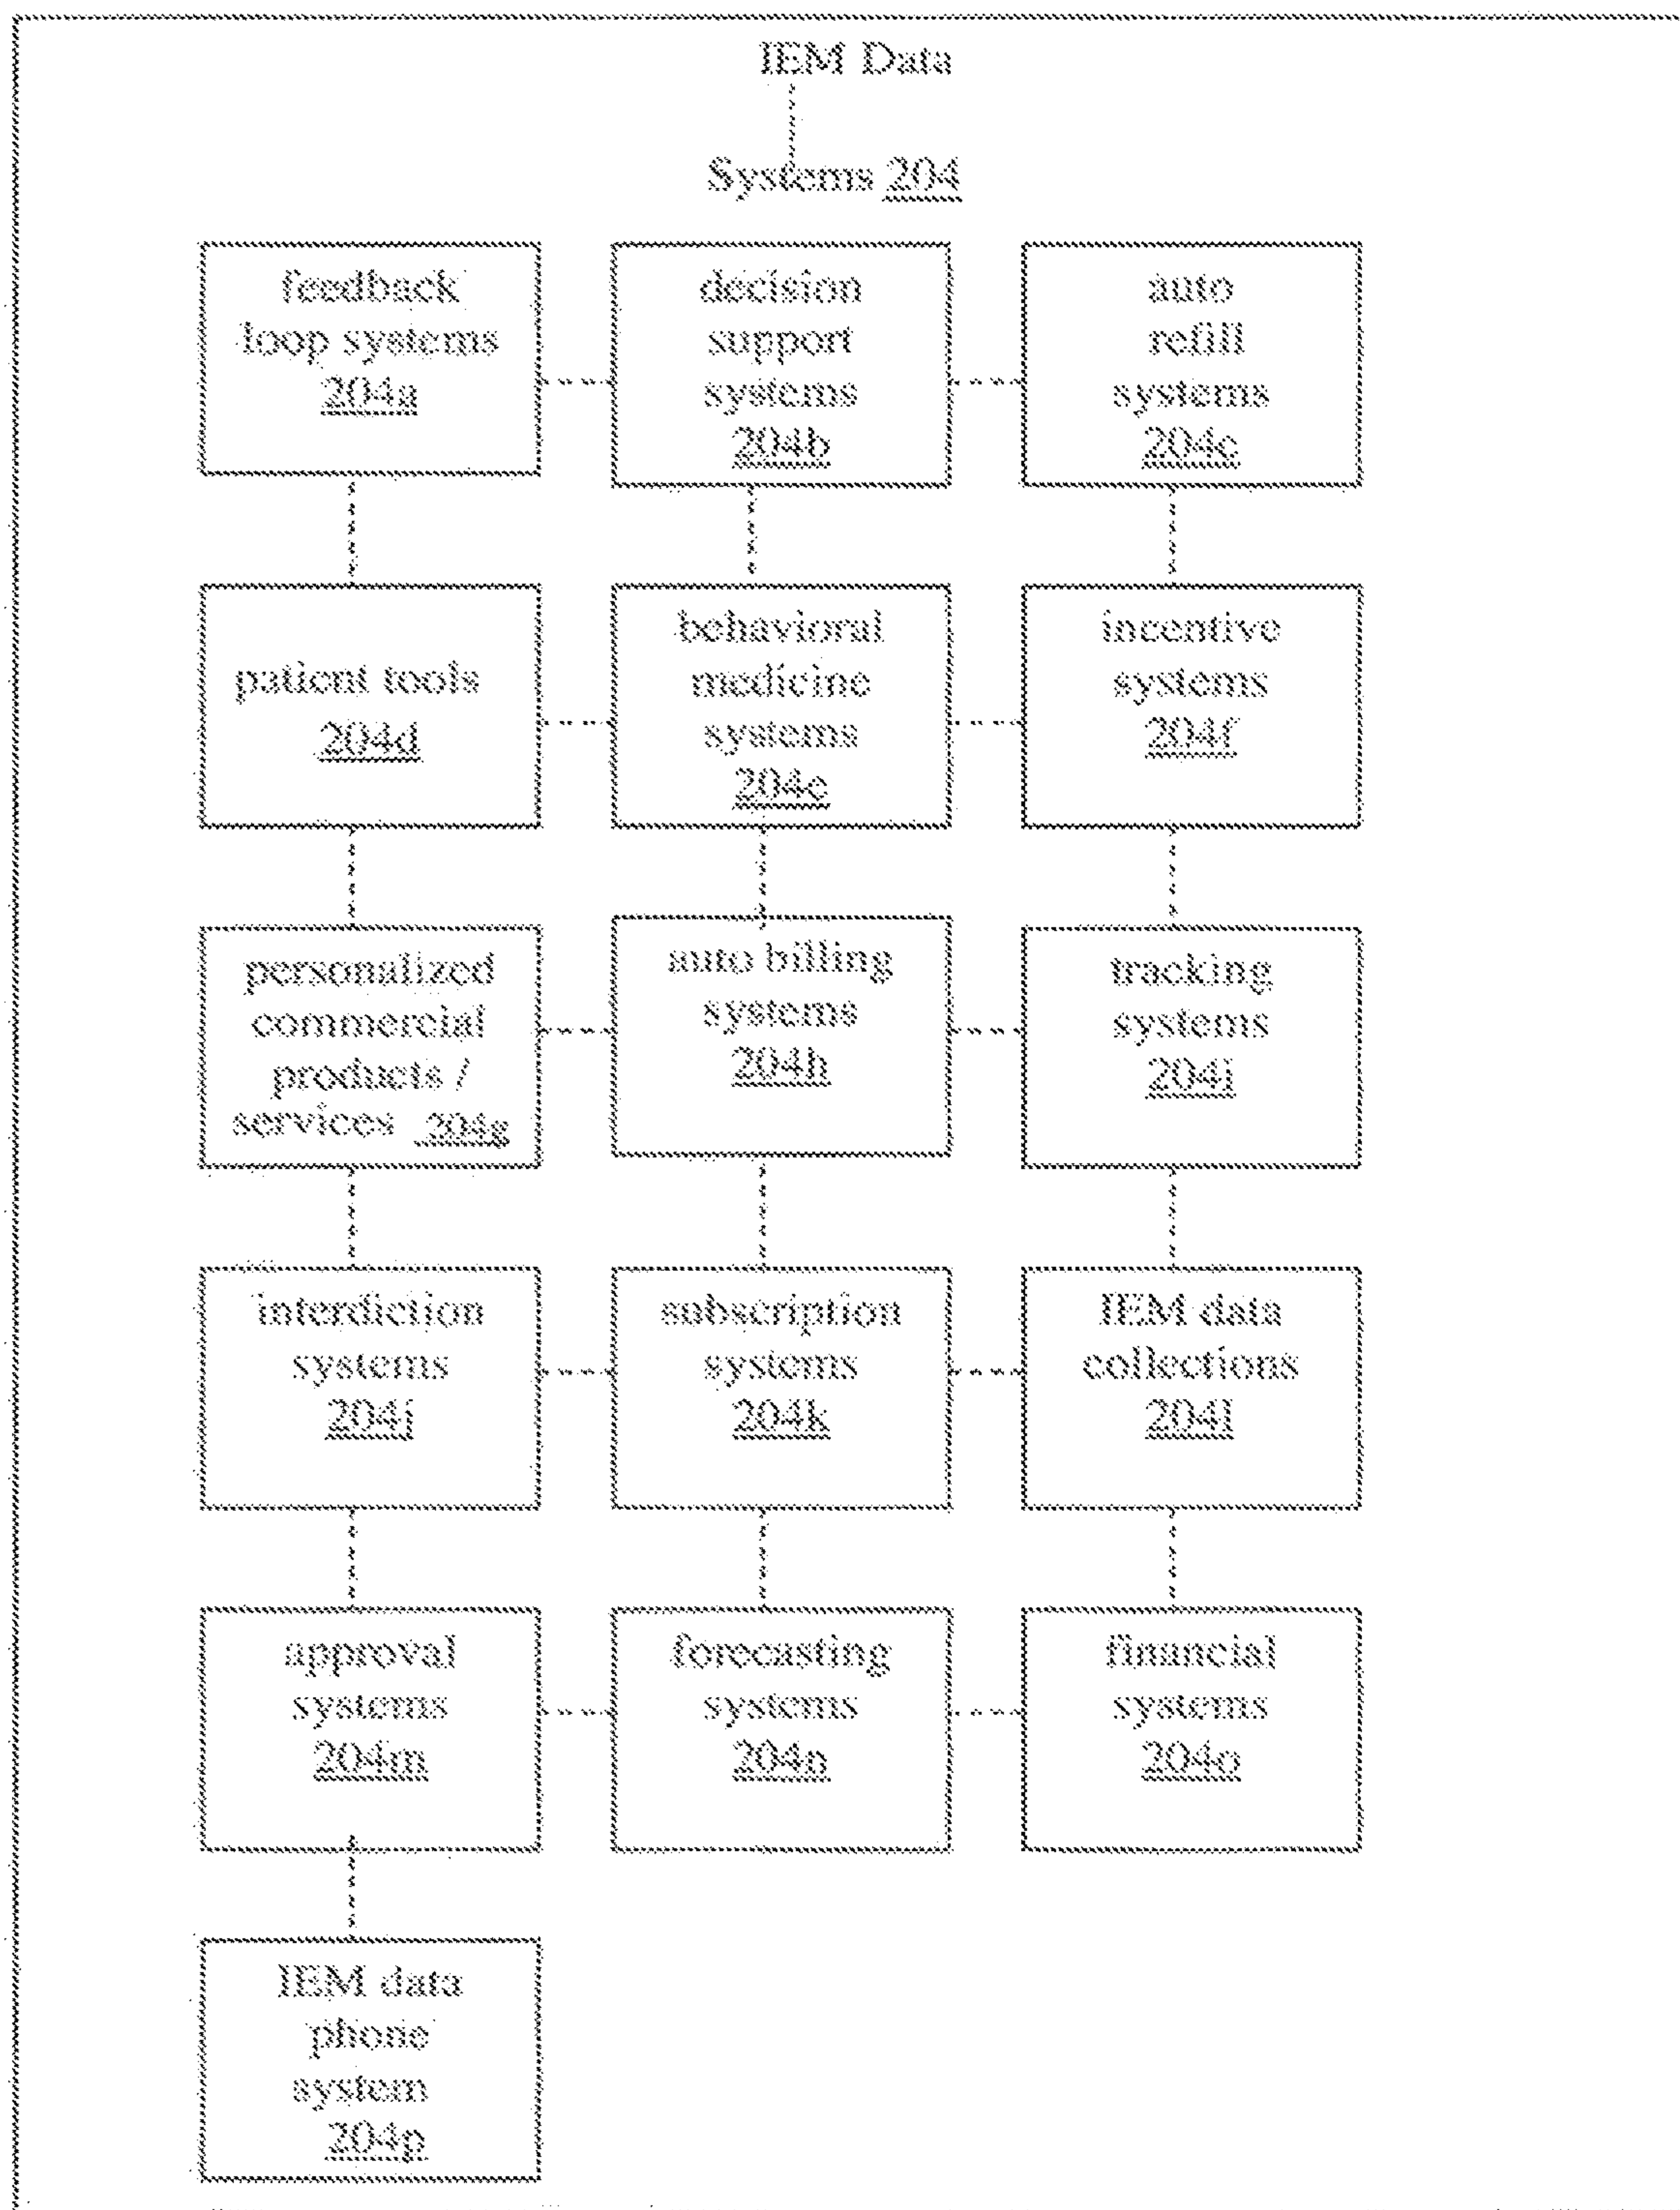 IEM Data
Systems 204
feedback
loop systems
204a
decision
support
systems
204b
auto
refill
systems
204c
patient tools
204d
behavioral
medicine
systems
204e
incentive
systems
204f
personalized
commercial
products /
services 204g
auto billing
systems
204h
tracking
systems
204i
interdiction
systems
204j
subscription
systems
204k
IEM data
collections
204l
approval
systems
204m
forecasting
systems
204n
financial
systems
204o
IEM data
phone
system
204p